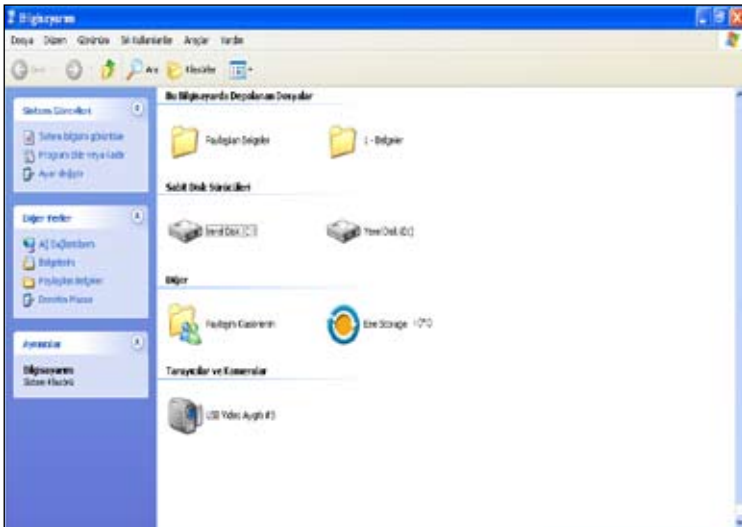 Bilgisayarım
Dosya Düzen Görünüm Sık Kullanılanlar Araçlar Yardım
Ara Klasörler
Sistem Görevleri
Sistem bilgisini görüntüle
Program ekle veya kaldır
Ayar değiştir
Diğer Yerler
Ağ Bağlantılarım
Belgelerim
Paylaşılan Belgeler
Denetim Masası
Ayrıntılar
Bilgisayarım
Sistem Klasörü
Bu Bilgisayarda Depolanan Dosyalar
Paylaşılan Belgeler
Belgeler
Sabit Disk Sürücüleri
Yerel Disk (C:)
Yerel Disk (D:)
Diğer
Paylaşım Klasörlerim
Storage
Tarayıcılar ve Kameralar
USB Video Aygıtı #3